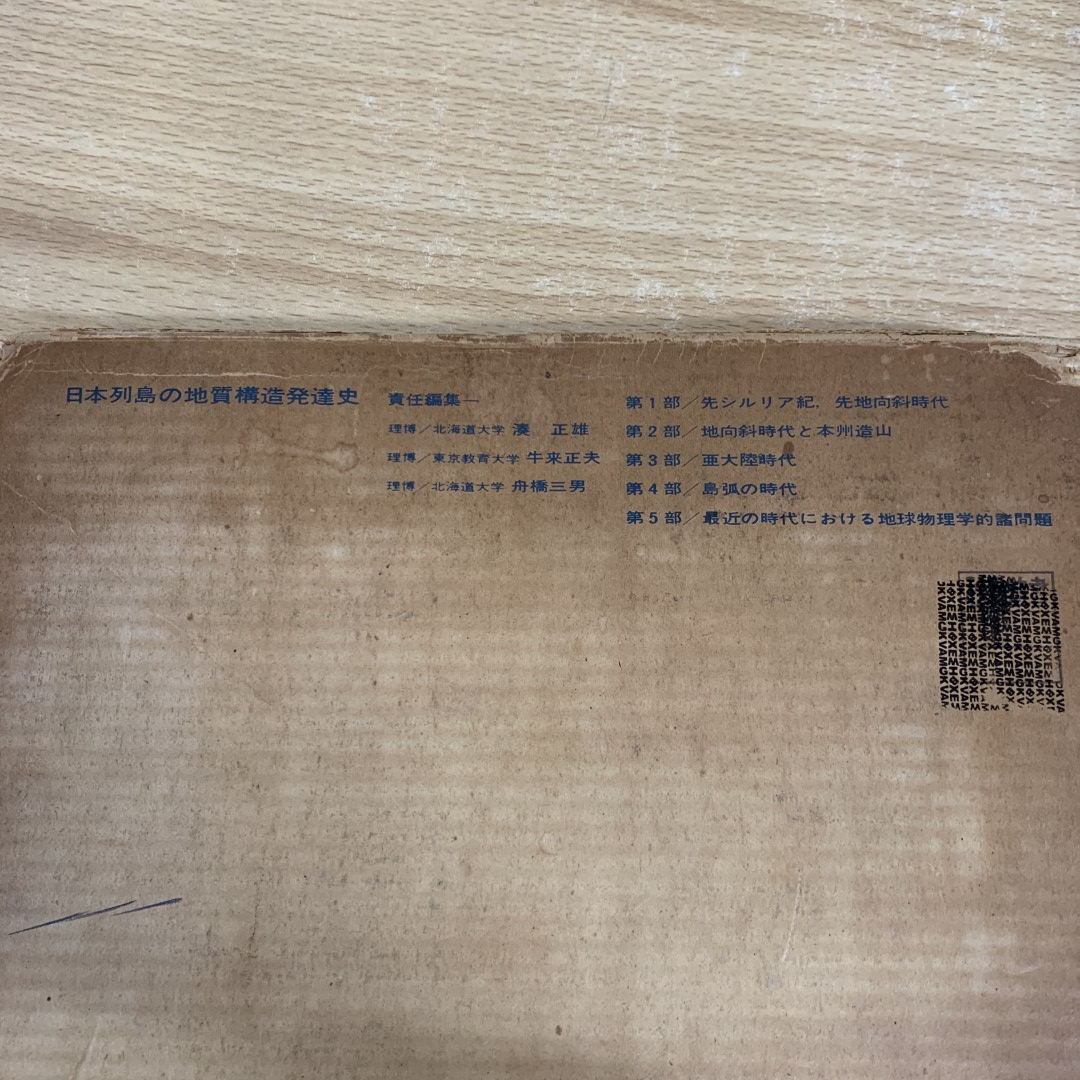 日本列島の地質構造発達史
責任編集―
理博／北海道大学 湊　正雄
理博／東京教育大学 牛来正夫
理博／北海道大学 舟橋三男
第1部／先シルリア紀，先地向斜時代
第2部／地向斜時代と本州造山
第3部／亜大陸時代
第4部／島弧の時代
第5部／最近の時代における地球物理学的諸問題